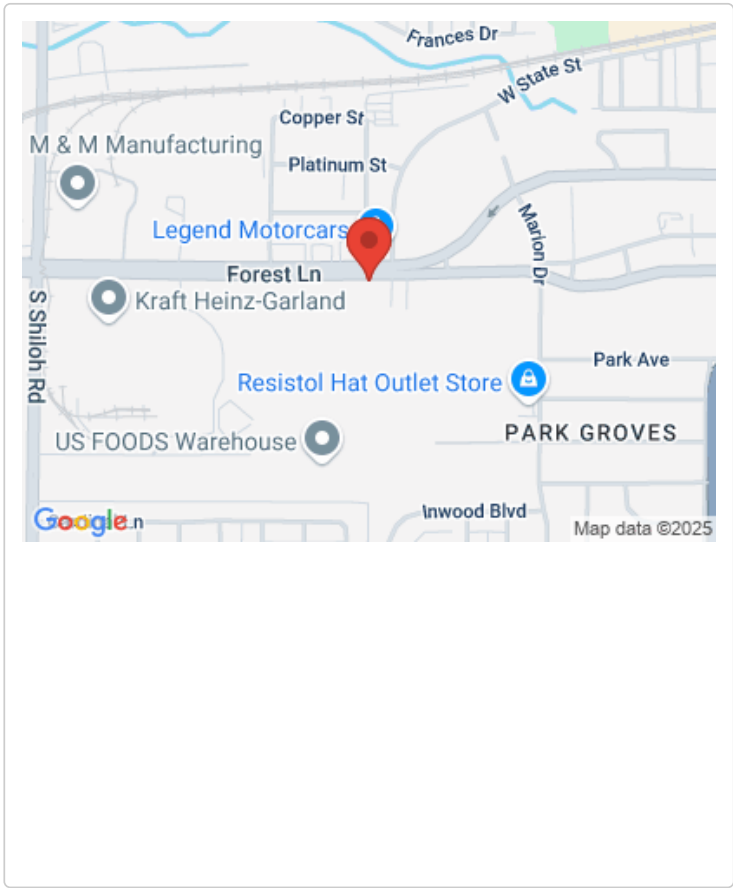 Frances Dr
W State St
Copper St
M & M Manufacturing
Platinum St
Marion Dr
Legend Motorcars
Forest Ln
S Shiloh Rd
Kraft Heinz-Garland
Park Ave
Resistol Hat Outlet Store
PARK GROVES
US FOODS Warehouse
Inwood Blvd
Google
Map data ©2025